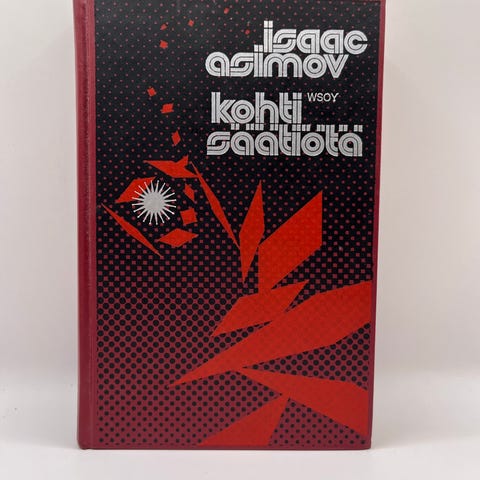 isaac
asimov
WSOY
kohti
säätiötä